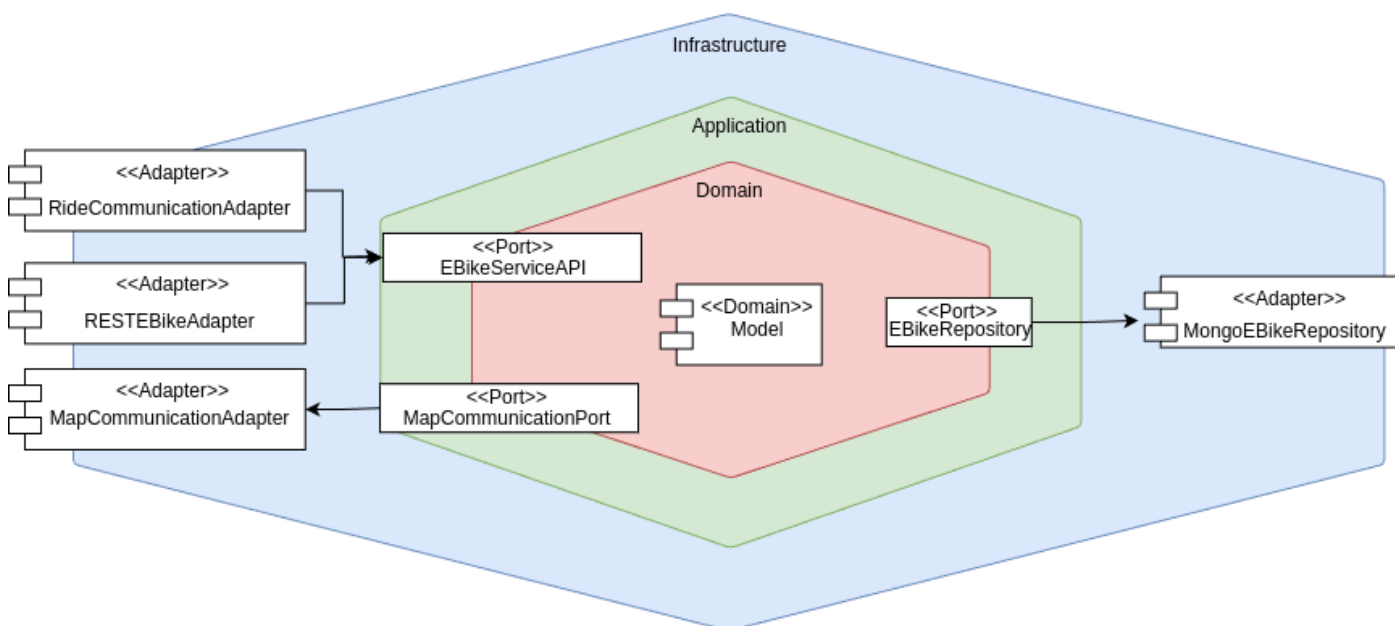 Infrastructure
Application
Domain
<<Adapter>>
RideCommunicationAdapter
<<Port>>
EBikeServiceAPI
<<Adapter>>
RESTEBikeAdapter
<<Domain>>
Model
<<Port>>
EBikeRepository
<<Adapter>>
MongoEBikeRepository
<<Adapter>>
MapCommunicationAdapter
<<Port>>
MapCommunicationPort